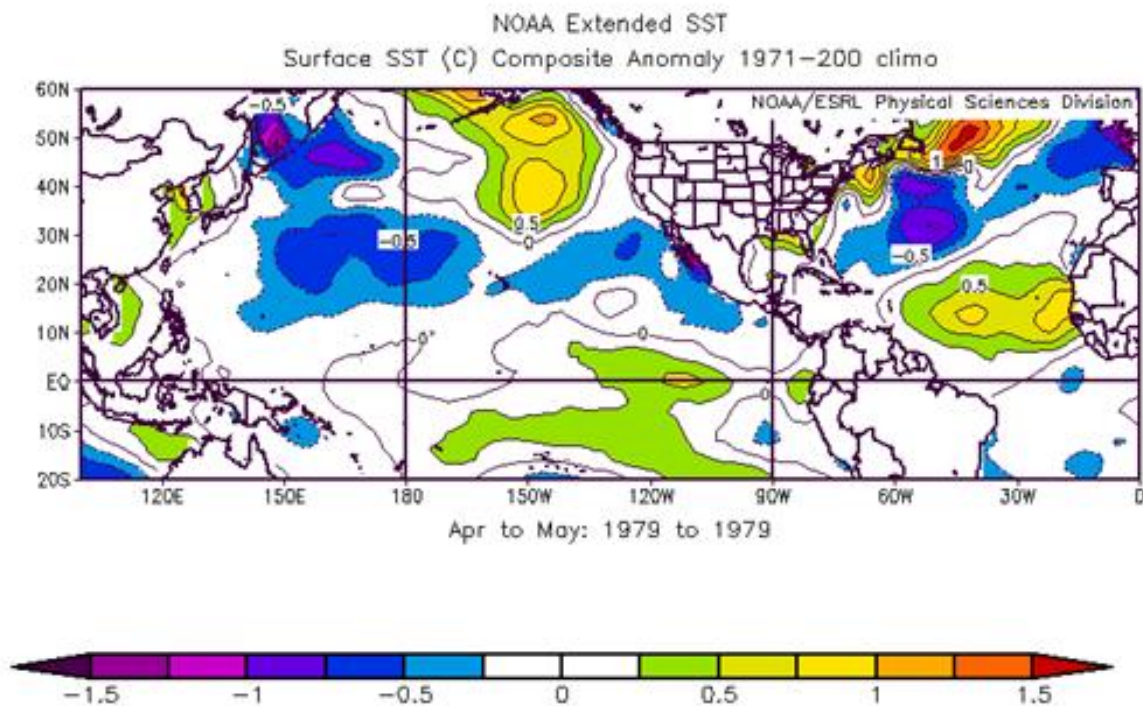 NOAA Extended SST
Surface SST (C) Composite Anomaly 1971-200 climo
NOAA/ESRL Physical Sciences Division
60N
50N
40N
30N
20N
10N
EQ
10S
20S
-0.5
-0.5
0.5
0
0
0
0
1
0
-0.5
0.5
0
120E 150E 180 150W 120W 90W 60W 30W 0
Apr to May: 1979 to 1979
-1.5 -1 -0.5 0 0.5 1 1.5